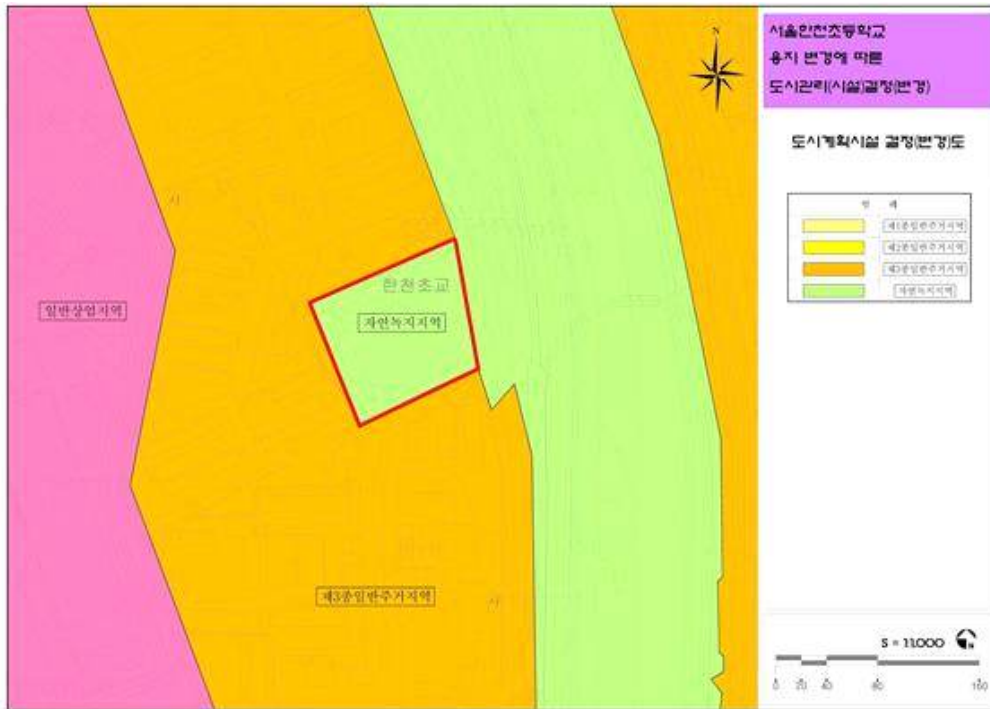 서울한천초등학교
용지 변경에 따른
도시관리(시설)결정(변경)
도시계획시설 결정(변경)도
범 례
제1종일반주거지역
제2종일반주거지역
제3종일반주거지역
자연녹지지역
N
한천초교
자연녹지지역
일반상업지역
제3종일반주거지역
S = 1:1,000
N
0 20 40 80 160